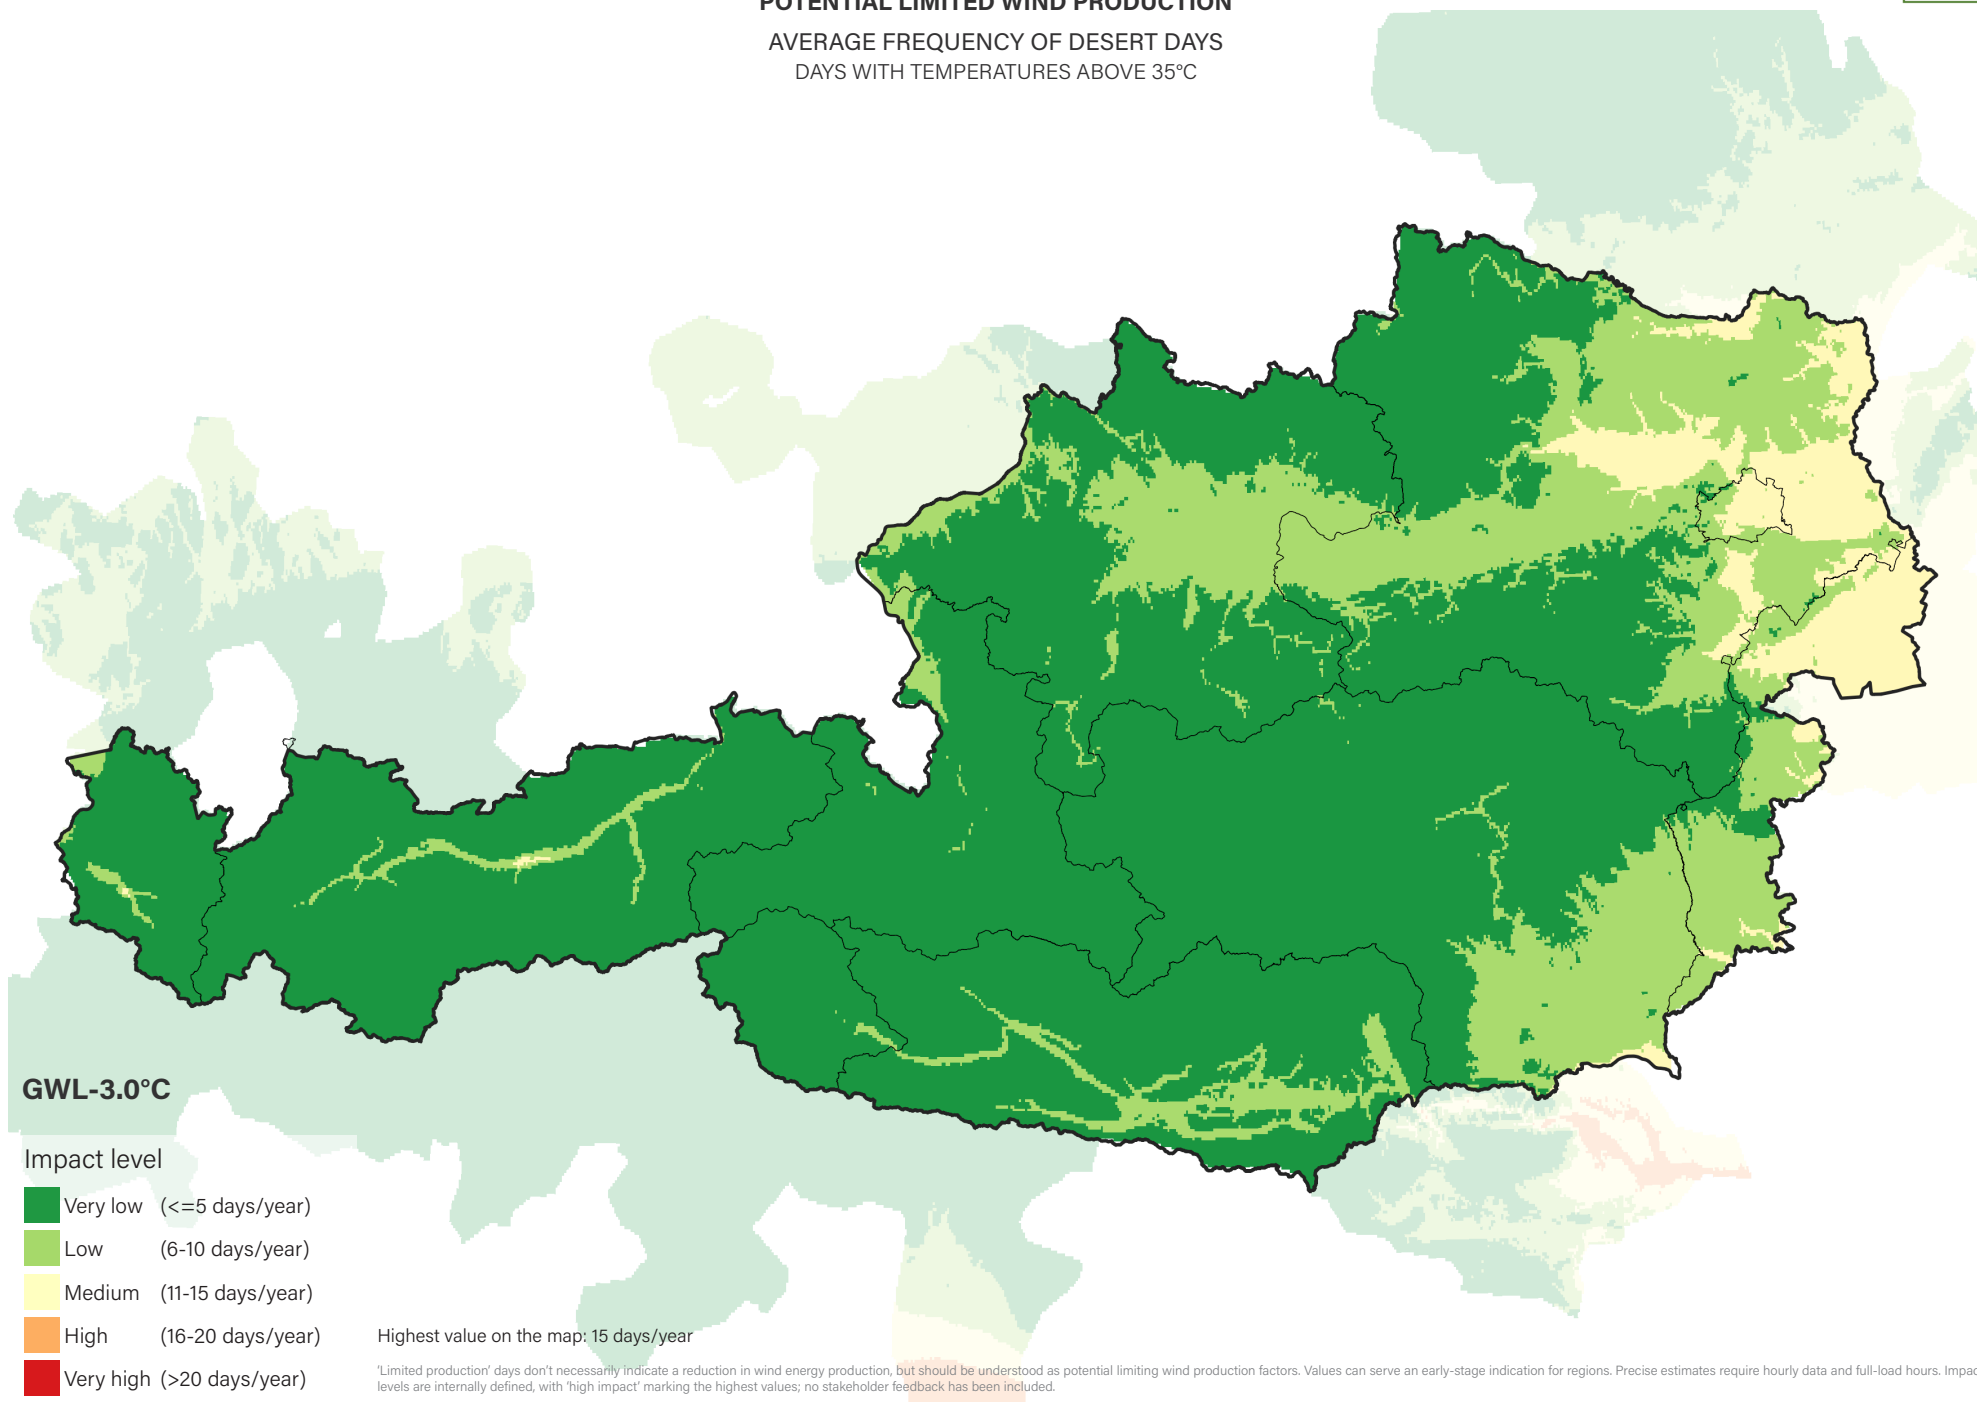 POTENTIAL LIMITED WIND PRODUCTION
AVERAGE FREQUENCY OF DESERT DAYS
DAYS WITH TEMPERATURES ABOVE 35°C
GWL-3.0°C
Impact level
Very low (<=5 days/year)
Low (6-10 days/year)
Medium (11-15 days/year)
High (16-20 days/year)
Very high (>20 days/year)
Highest value on the map: 15 days/year
'Limited production' days don't necessarily indicate a reduction in wind energy production, but should be understood as potential limiting wind production factors. Values can serve an early-stage indication for regions. Precise estimates require hourly data and full-load hours. Impac
levels are internally defined, with 'high impact' marking the highest values; no stakeholder feedback has been included.